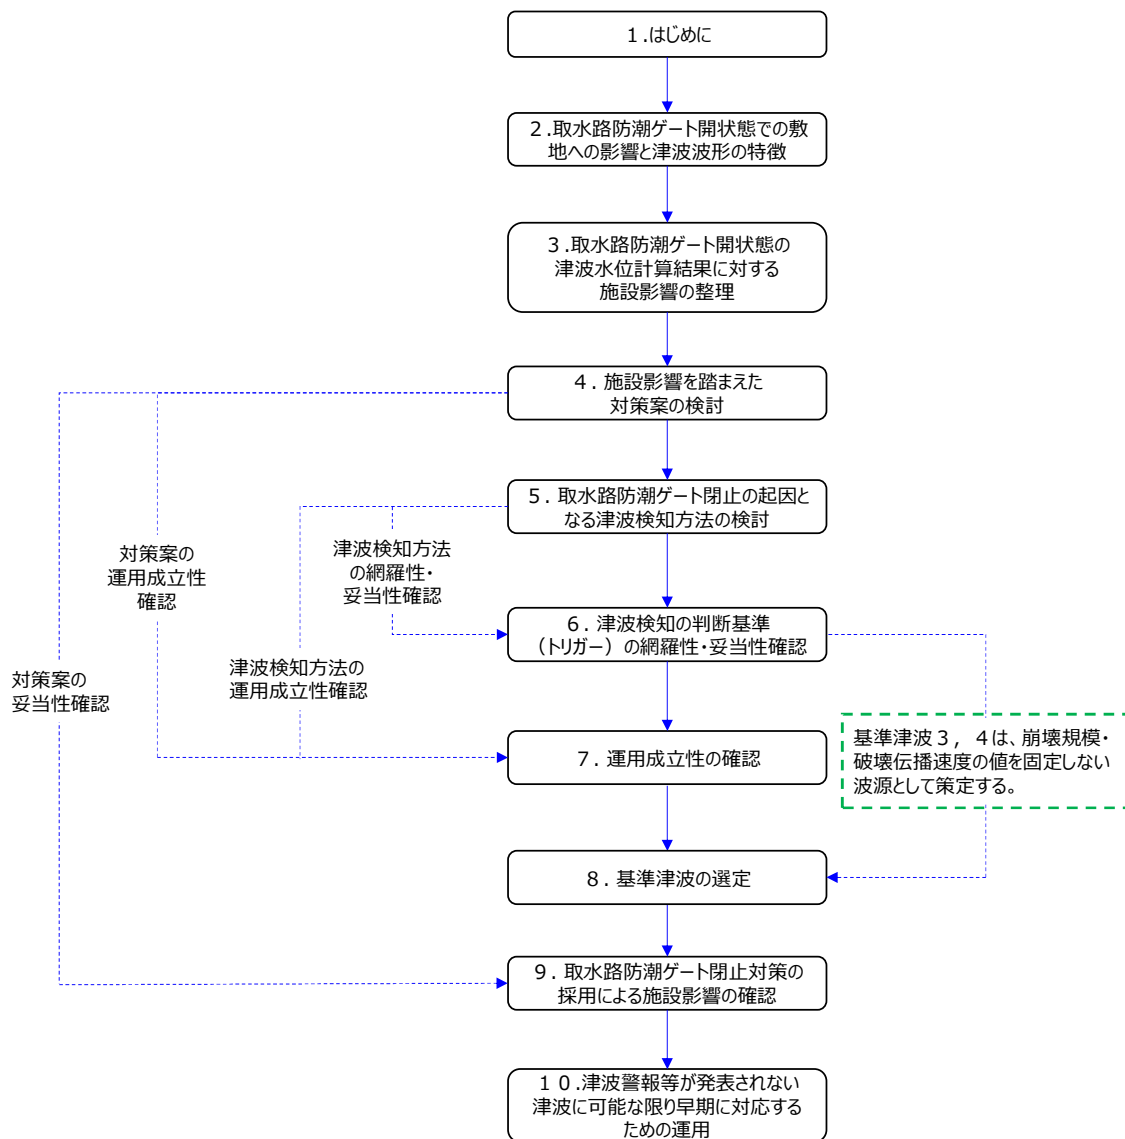 １.はじめに
２.取水路防潮ゲート開状態での敷
地への影響と津波波形の特徴
３.取水路防潮ゲート開状態の
津波水位計算結果に対する
施設影響の整理
４．施設影響を踏まえた
対策案の検討
５．取水路防潮ゲート閉止の起因と
なる津波検知方法の検討
対策案の
運用成立性
確認
津波検知方法
の網羅性・
妥当性確認
６．津波検知の判断基準
（トリガー）の網羅性・妥当性確認
対策案の
妥当性確認
津波検知方法の
運用成立性確認
７．運用成立性の確認
基準津波３，４は、崩壊規模・
破壊伝播速度の値を固定しない
波源として策定する。
８．基準津波の選定
９．取水路防潮ゲート閉止対策の
採用による施設影響の確認
１０.津波警報等が発表されない
津波に可能な限り早期に対応する
ための運用